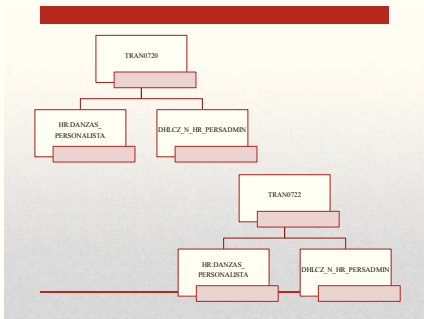 TRAN0720
HR:DANZAS_
PERSONALISTA
DHLCZ_N_HR_PERSADMIN
TRAN0722
HR:DANZAS_
PERSONALISTA
DHLCZ_N_HR_PERSADMIN